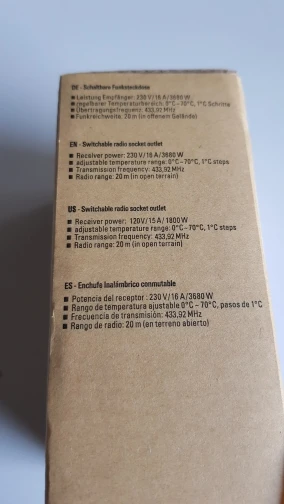 DE - Schaltbare Funksteckdose
■ Leistung Empfänger: 230 V/16 A/3680 W
■ regelbarer Temperaturbereich: 0°C–70°C, 1°C Schritte
■ Übertragungsfrequenz: 433,92 MHz
■ Funkreichweite: 20 m (in offenem Gelände)
EN - Switchable radio socket outlet
■ Receiver power: 230 V/16 A/3680 W
■ adjustable temperature range: 0°C–70°C, 1°C steps
■ Transmission frequency: 433,92 MHz
■ Radio range: 20 m (in open terrain)
US - Switchable radio socket outlet
■ Receiver power: 120V/15 A/1800 W
■ adjustable temperature range: 0°C - 70°C, 1°C steps
■ Transmission frequency: 433,92 MHz
■ Radio range: 20 m (in open terrain)
ES - Enchufe inalámbrico conmutable
■ Potencia del receptor : 230 V/16 A/3680 W
■ Rango de temperatura ajustable 0°C – 70°C, pasos de 1°C
■ Frecuencia de transmisión: 433,92 MHz
■ Rango de radio: 20 m (en terreno abierto)